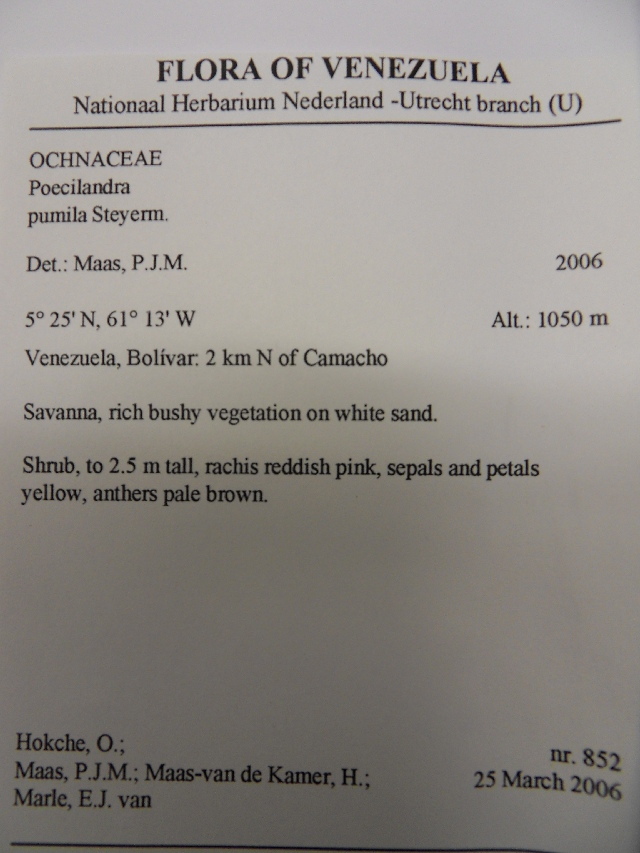 FLORA OF VENEZUELA
Nationaal Herbarium Nederland -Utrecht branch (U)
OCHNACEAE
Poecilandra
pumila Steyerm.
Det.: Maas, P.J.M. 2006
5° 25' N, 61° 13' W Alt.: 1050 m
Venezuela, Bolívar: 2 km N of Camacho
Savanna, rich bushy vegetation on white sand.
Shrub, to 2.5 m tall, rachis reddish pink, sepals and petals
yellow, anthers pale brown.
Hokche, O.; nr. 852
Maas, P.J.M.; Maas-van de Kamer, H.; 25 March 2006
Marle, E.J. van